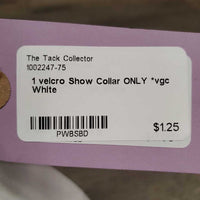 The Tack Collector
1002247-75
1 velcro Show Collar ONLY *vgc
White
PWBSBD
$1.25